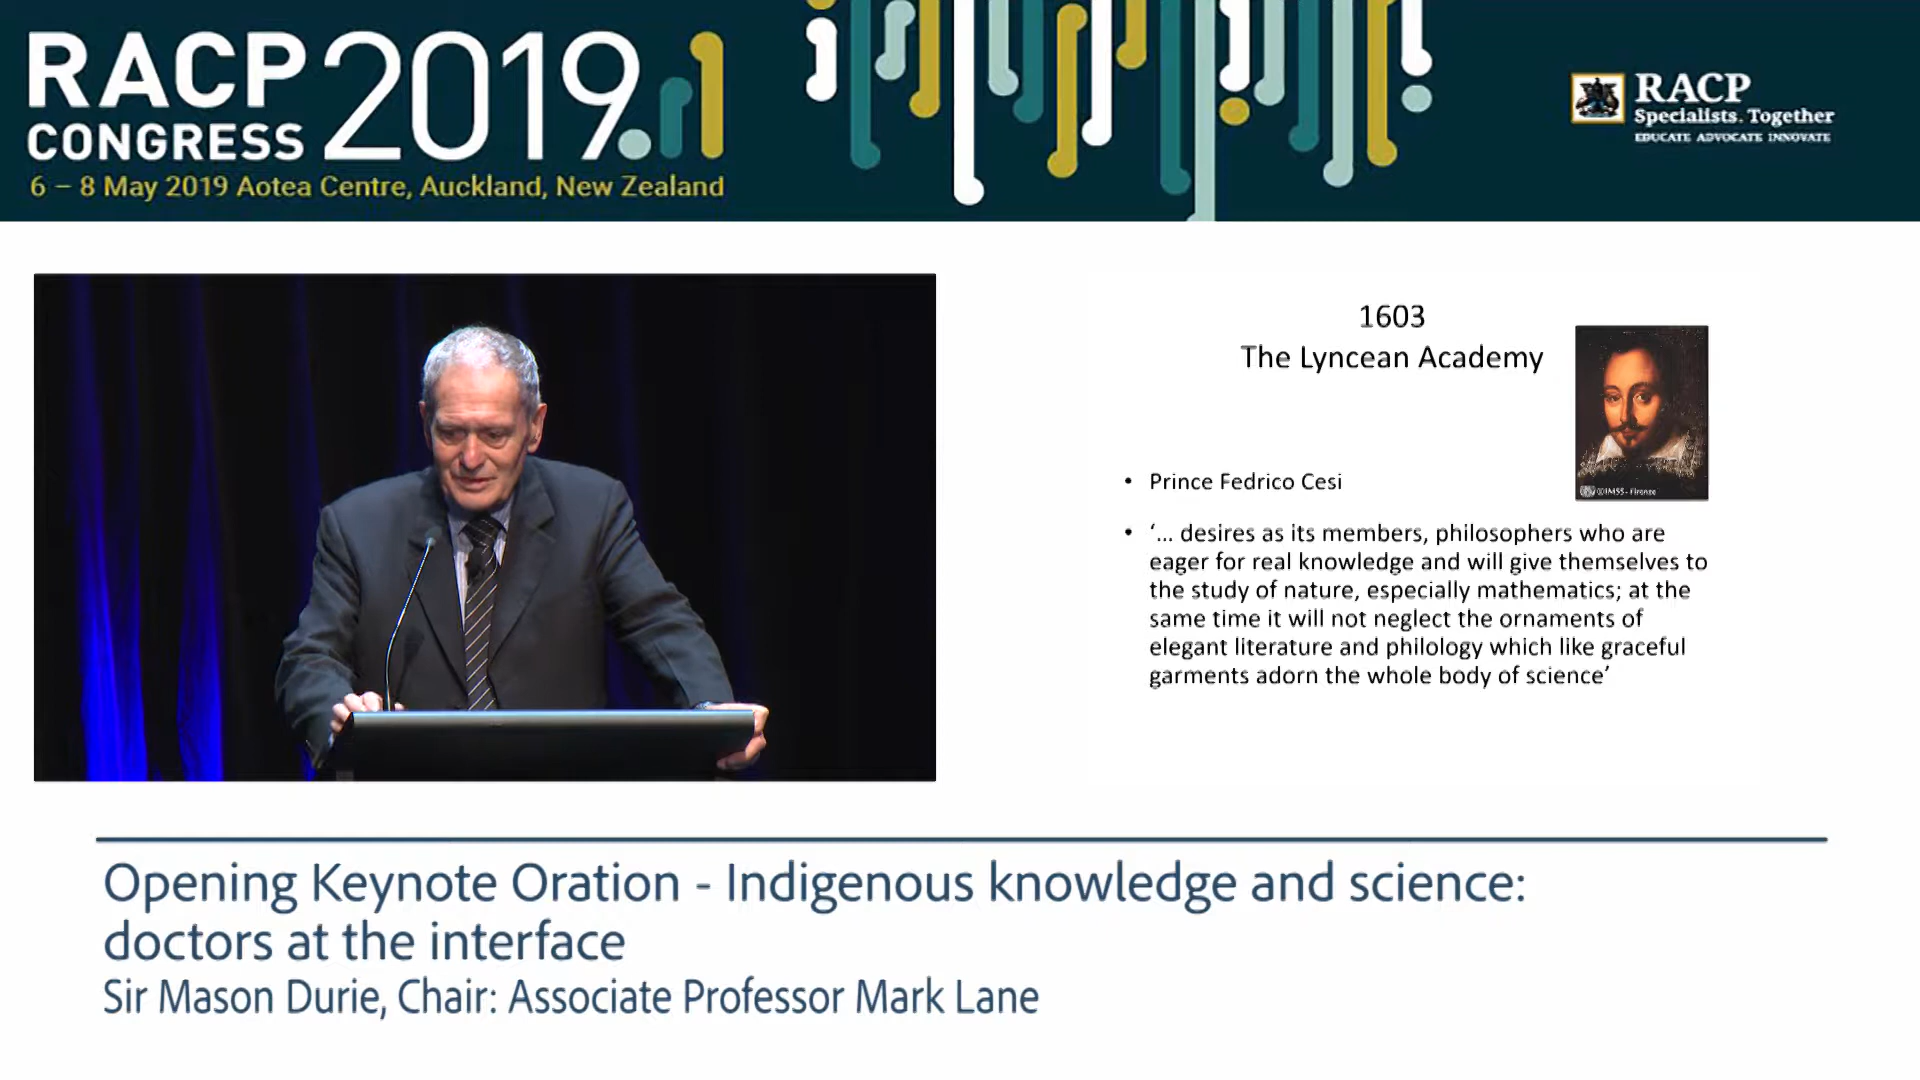 RACP
CONGRESS
2019
6 – 8 May 2019 Aotea Centre, Auckland, New Zealand
RACP
Specialists. Together
EDUCATE ADVOCATE INNOVATE
1603
The Lyncean Academy
©IMSS - Firenze
• Prince Fedrico Cesi
• ‘... desires as its members, philosophers who are
eager for real knowledge and will give themselves to
the study of nature, especially mathematics; at the
same time it will not neglect the ornaments of
elegant literature and philology which like graceful
garments adorn the whole body of science’
Opening Keynote Oration - Indigenous knowledge and science:
doctors at the interface
Sir Mason Durie, Chair: Associate Professor Mark Lane